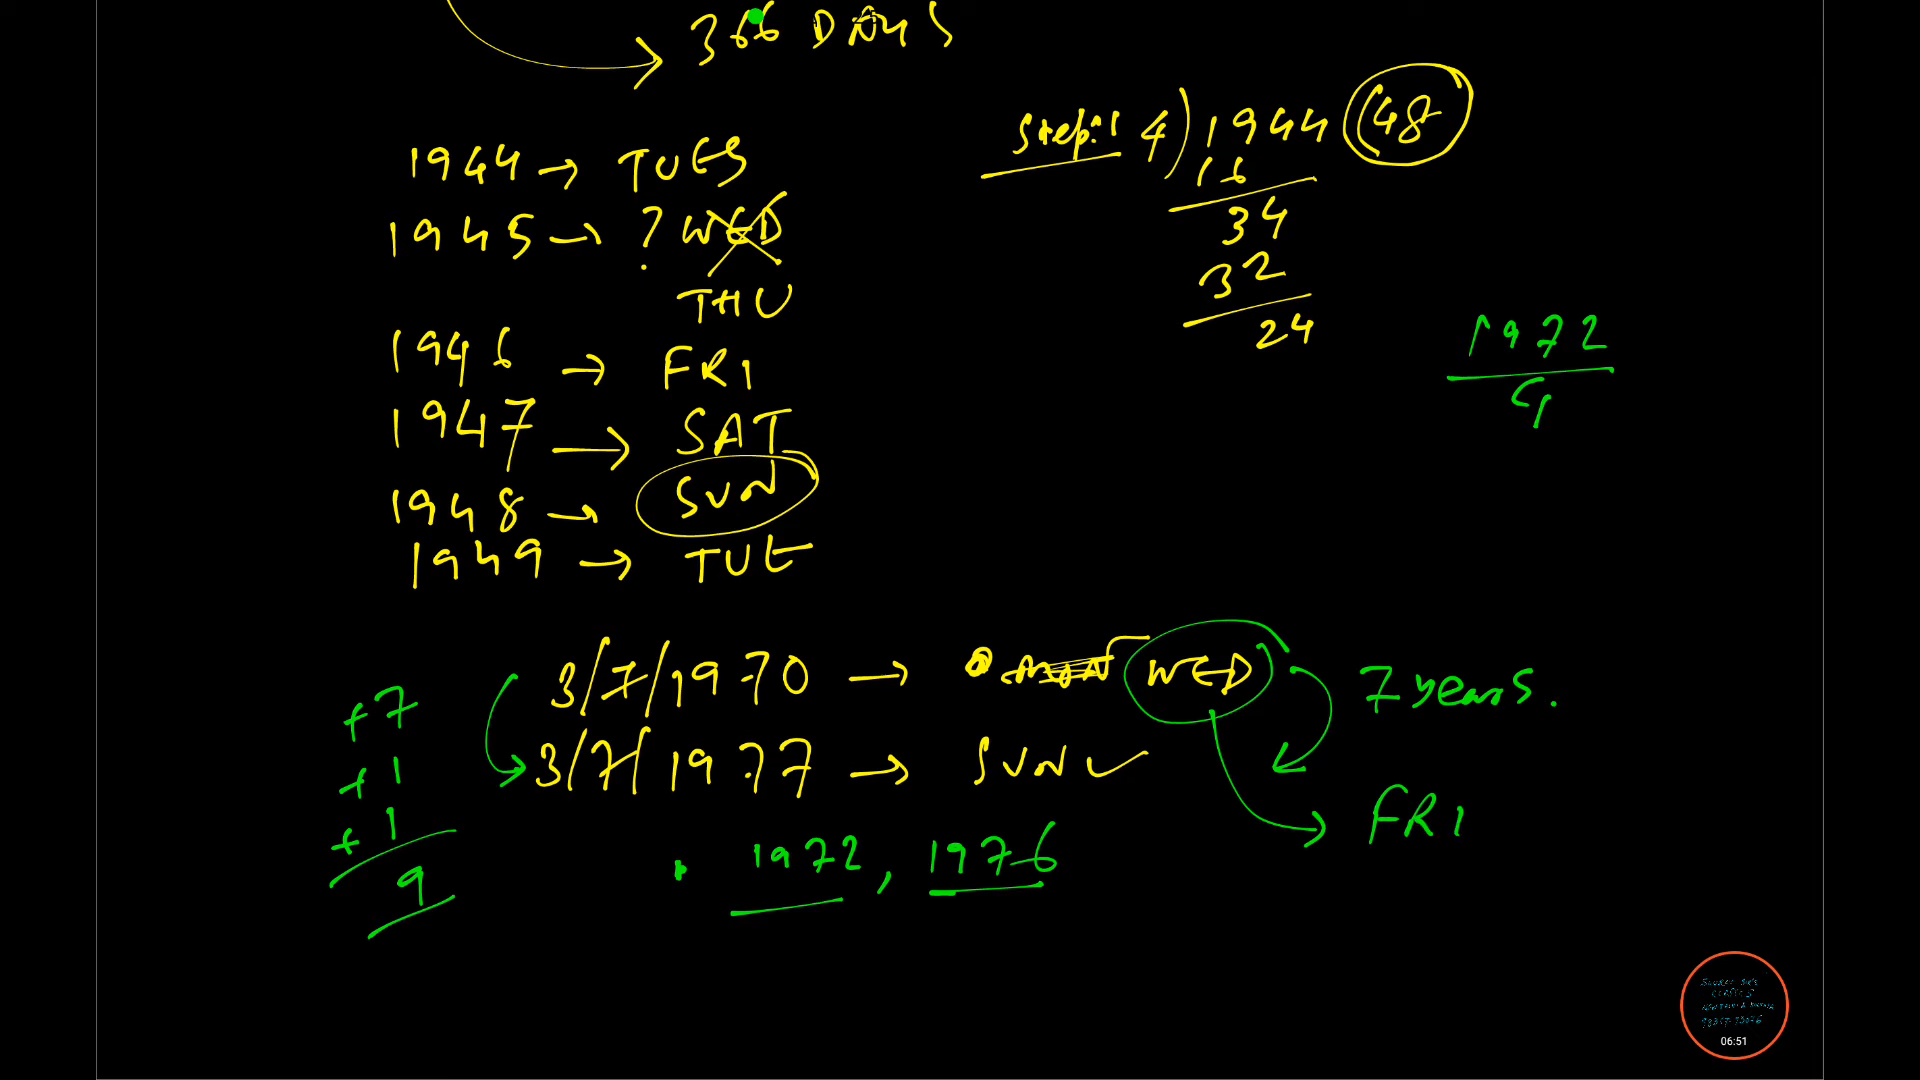 366 DAYS
1944 → TUES
1945 → ? WED
THU
1946 → FRI
1947 → SAT
1948 → SUN
1949 → TUE
Step:1 4) 1944 (48
16
34
32
24
1972
4
3/7/1970 → MON WED
7 years.
3/7/1977 → SUN ✓
FRI
+7
+1
+1
9
1972, 1976
06:51